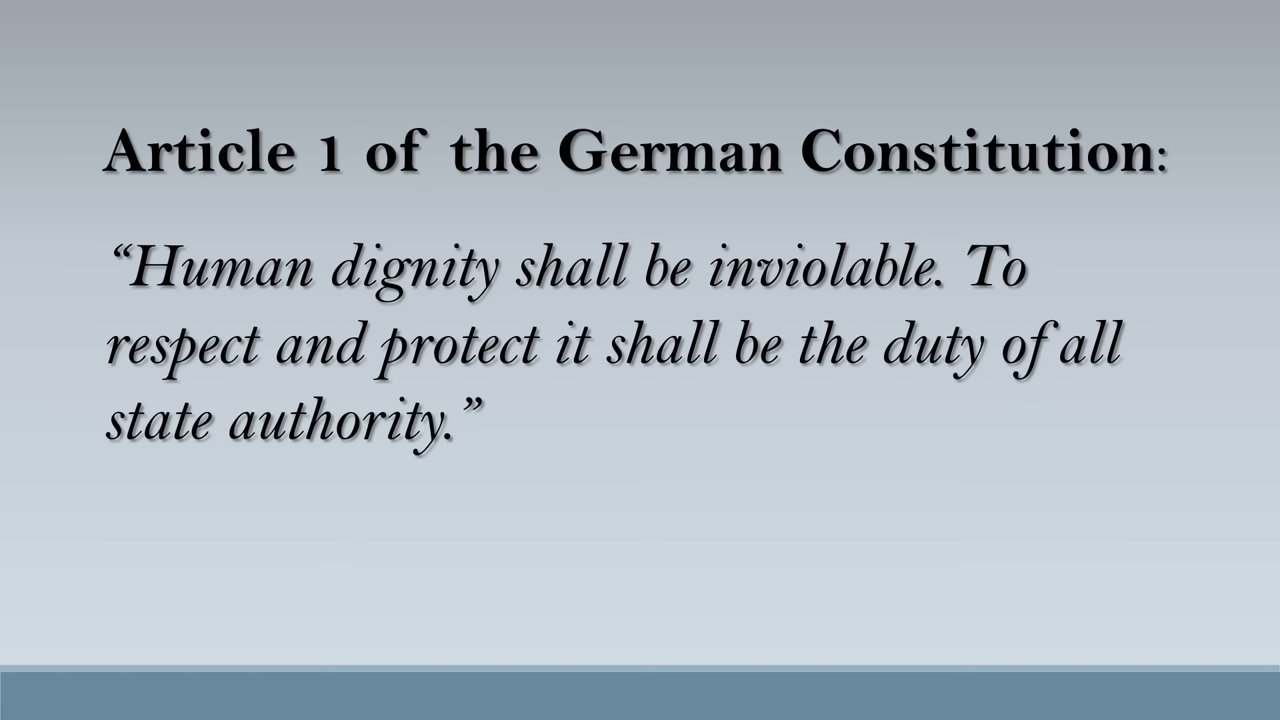 Article 1 of the German Constitution:
“Human dignity shall be inviolable. To
respect and protect it shall be the duty of all
state authority.”